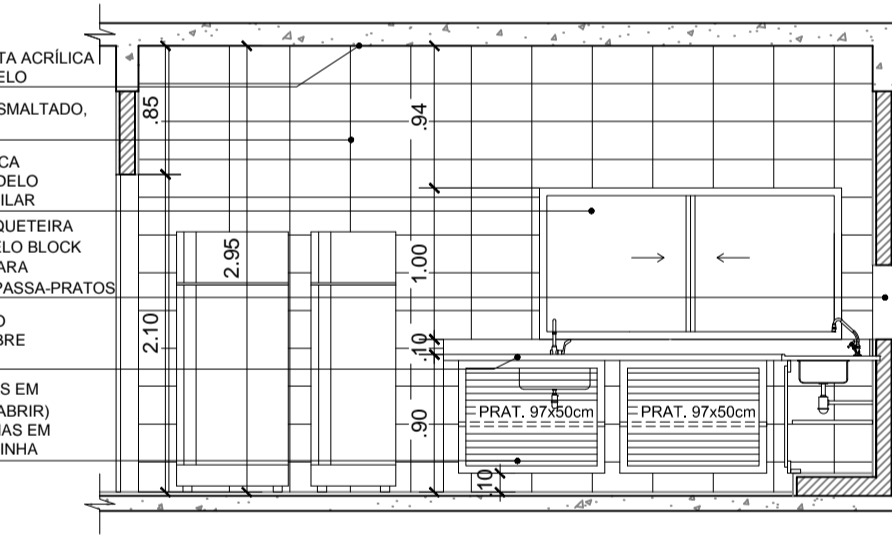 TA ACRÍLICA
ELO
SMALTADO,
CA
DELO
ILAR
QUETEIRA
ELO BLOCK
ARA
PASSA-PRATOS
O
BRE
S EM
ABRIR)
HAS EM
INHA
.85
2.10
2.95
.94
1.00
.10
.90
.10
PRAT. 97x50cm
PRAT. 97x50cm